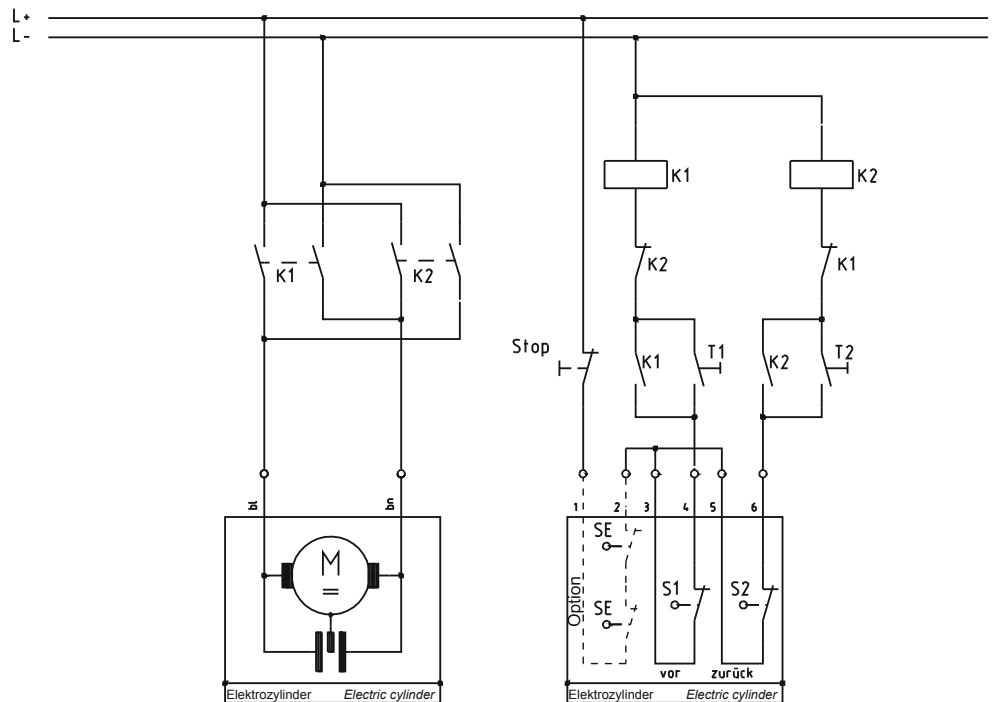 L+
L-
K1
K2
K1
K2
K2
K1
Stop
K1
T1
K2
T2
bl
bn
1
2
3
4
5
6
M
=
SE
SE
Option
S1
S2
vor
zurück
Elektrozylinder Electric cylinder
Elektrozylinder Electric cylinder